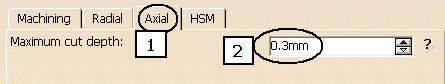 Machining Radial Axial HSM
Maximum cut depth: 1 2 0.3mm ?